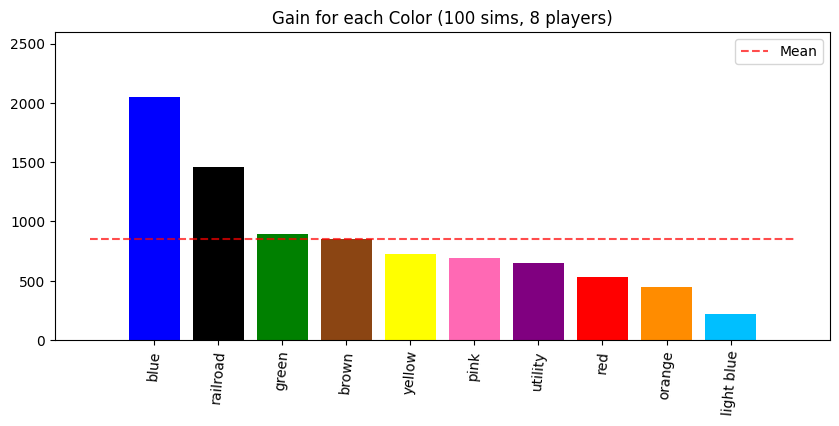 Gain for each Color (100 sims, 8 players)
Mean
2500
2000
1500
1000
500
0
blue
railroad
green
brown
yellow
pink
utility
red
orange
light blue